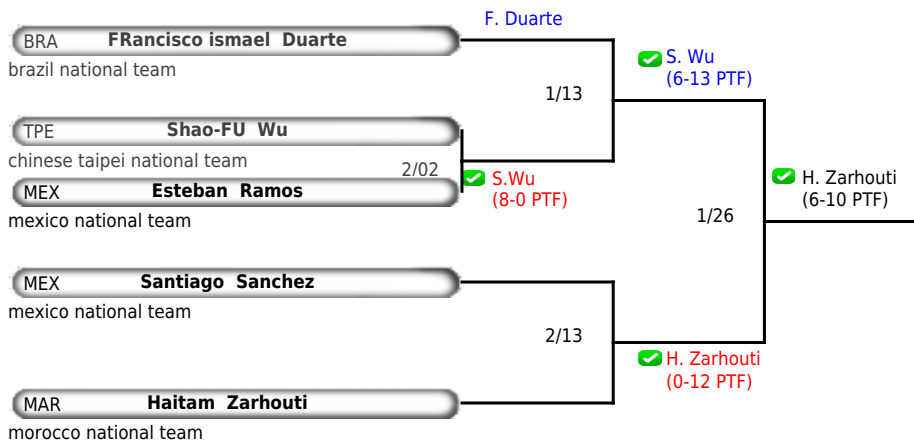 F. Duarte
BRA FRancisco ismael Duarte
brazil national team
S. Wu
(6-13 PTF)
1/13
TPE Shao-FU Wu
chinese taipei national team
2/02
S.Wu
(8-0 PTF)
MEX Esteban Ramos
mexico national team
H. Zarhouti
(6-10 PTF)
1/26
MEX Santiago Sanchez
mexico national team
2/13
H. Zarhouti
(0-12 PTF)
MAR Haitam Zarhouti
morocco national team